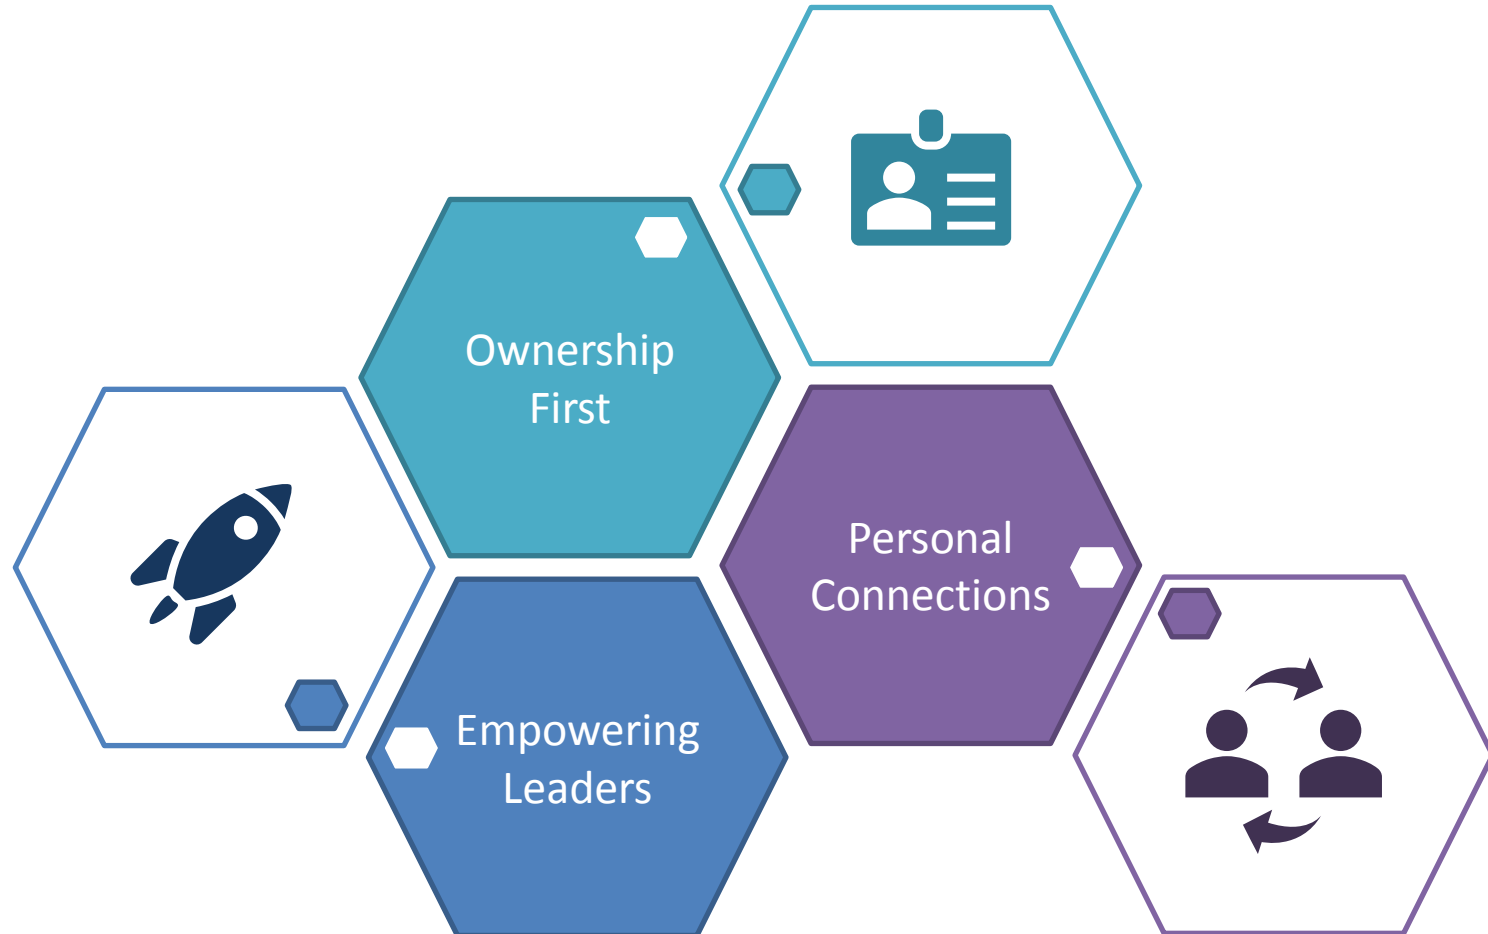 Ownership
First
Personal
Connections
Empowering
Leaders